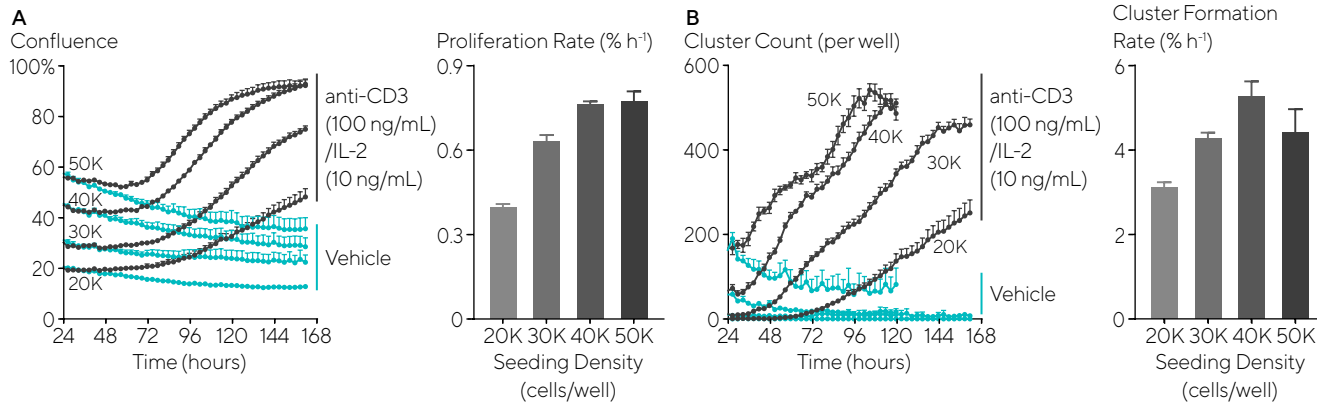 A
Confluence
100%
80
60
40
20
0
50K
40K
30K
20K
24 48 72 96 120 144 168
Time (hours)
anti-CD3
(100 ng/mL)
/IL-2
(10 ng/mL)
Vehicle
Proliferation Rate (% h⁻¹)
0.9
0.6
0.3
0
20K 30K 40K 50K
Seeding Density
(cells/well)
B
Cluster Count (per well)
600
400
200
0
50K
40K
30K
20K
24 48 72 96 120 144 168
Time (hours)
anti-CD3
(100 ng/mL)
/IL-2
(10 ng/mL)
Vehicle
Cluster Formation
Rate (% h⁻¹)
6
4
2
0
20K 30K 40K 50K
Seeding Density
(cells/well)